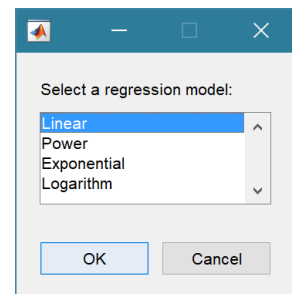 Select a regression model:
Linear
Power
Exponential
Logarithm
OK
Cancel